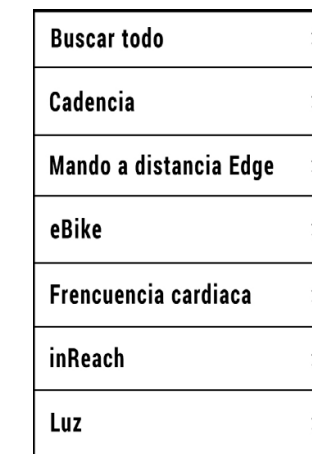 Buscar todo
Cadencia
Mando a distancia Edge
eBike
Frencuencia cardiaca
inReach
Luz